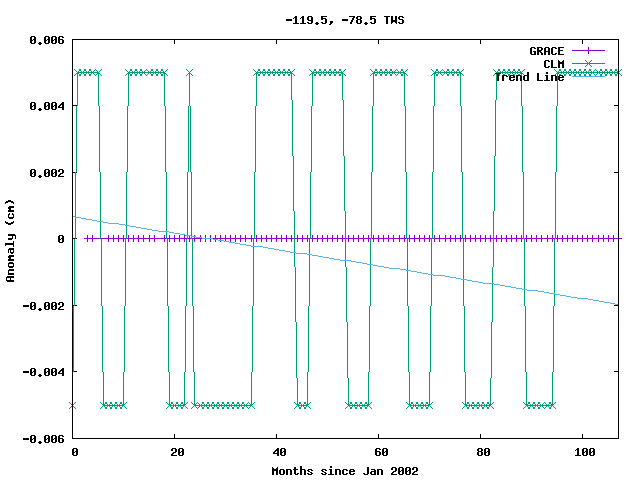 -119.5, -78.5 TWS
0.006
GRACE
CLM
Trend Line
0.004
0.002
0
-0.002
-0.004
-0.006
Anomaly (cm)
0 20 40 60 80 100
Months since Jan 2002